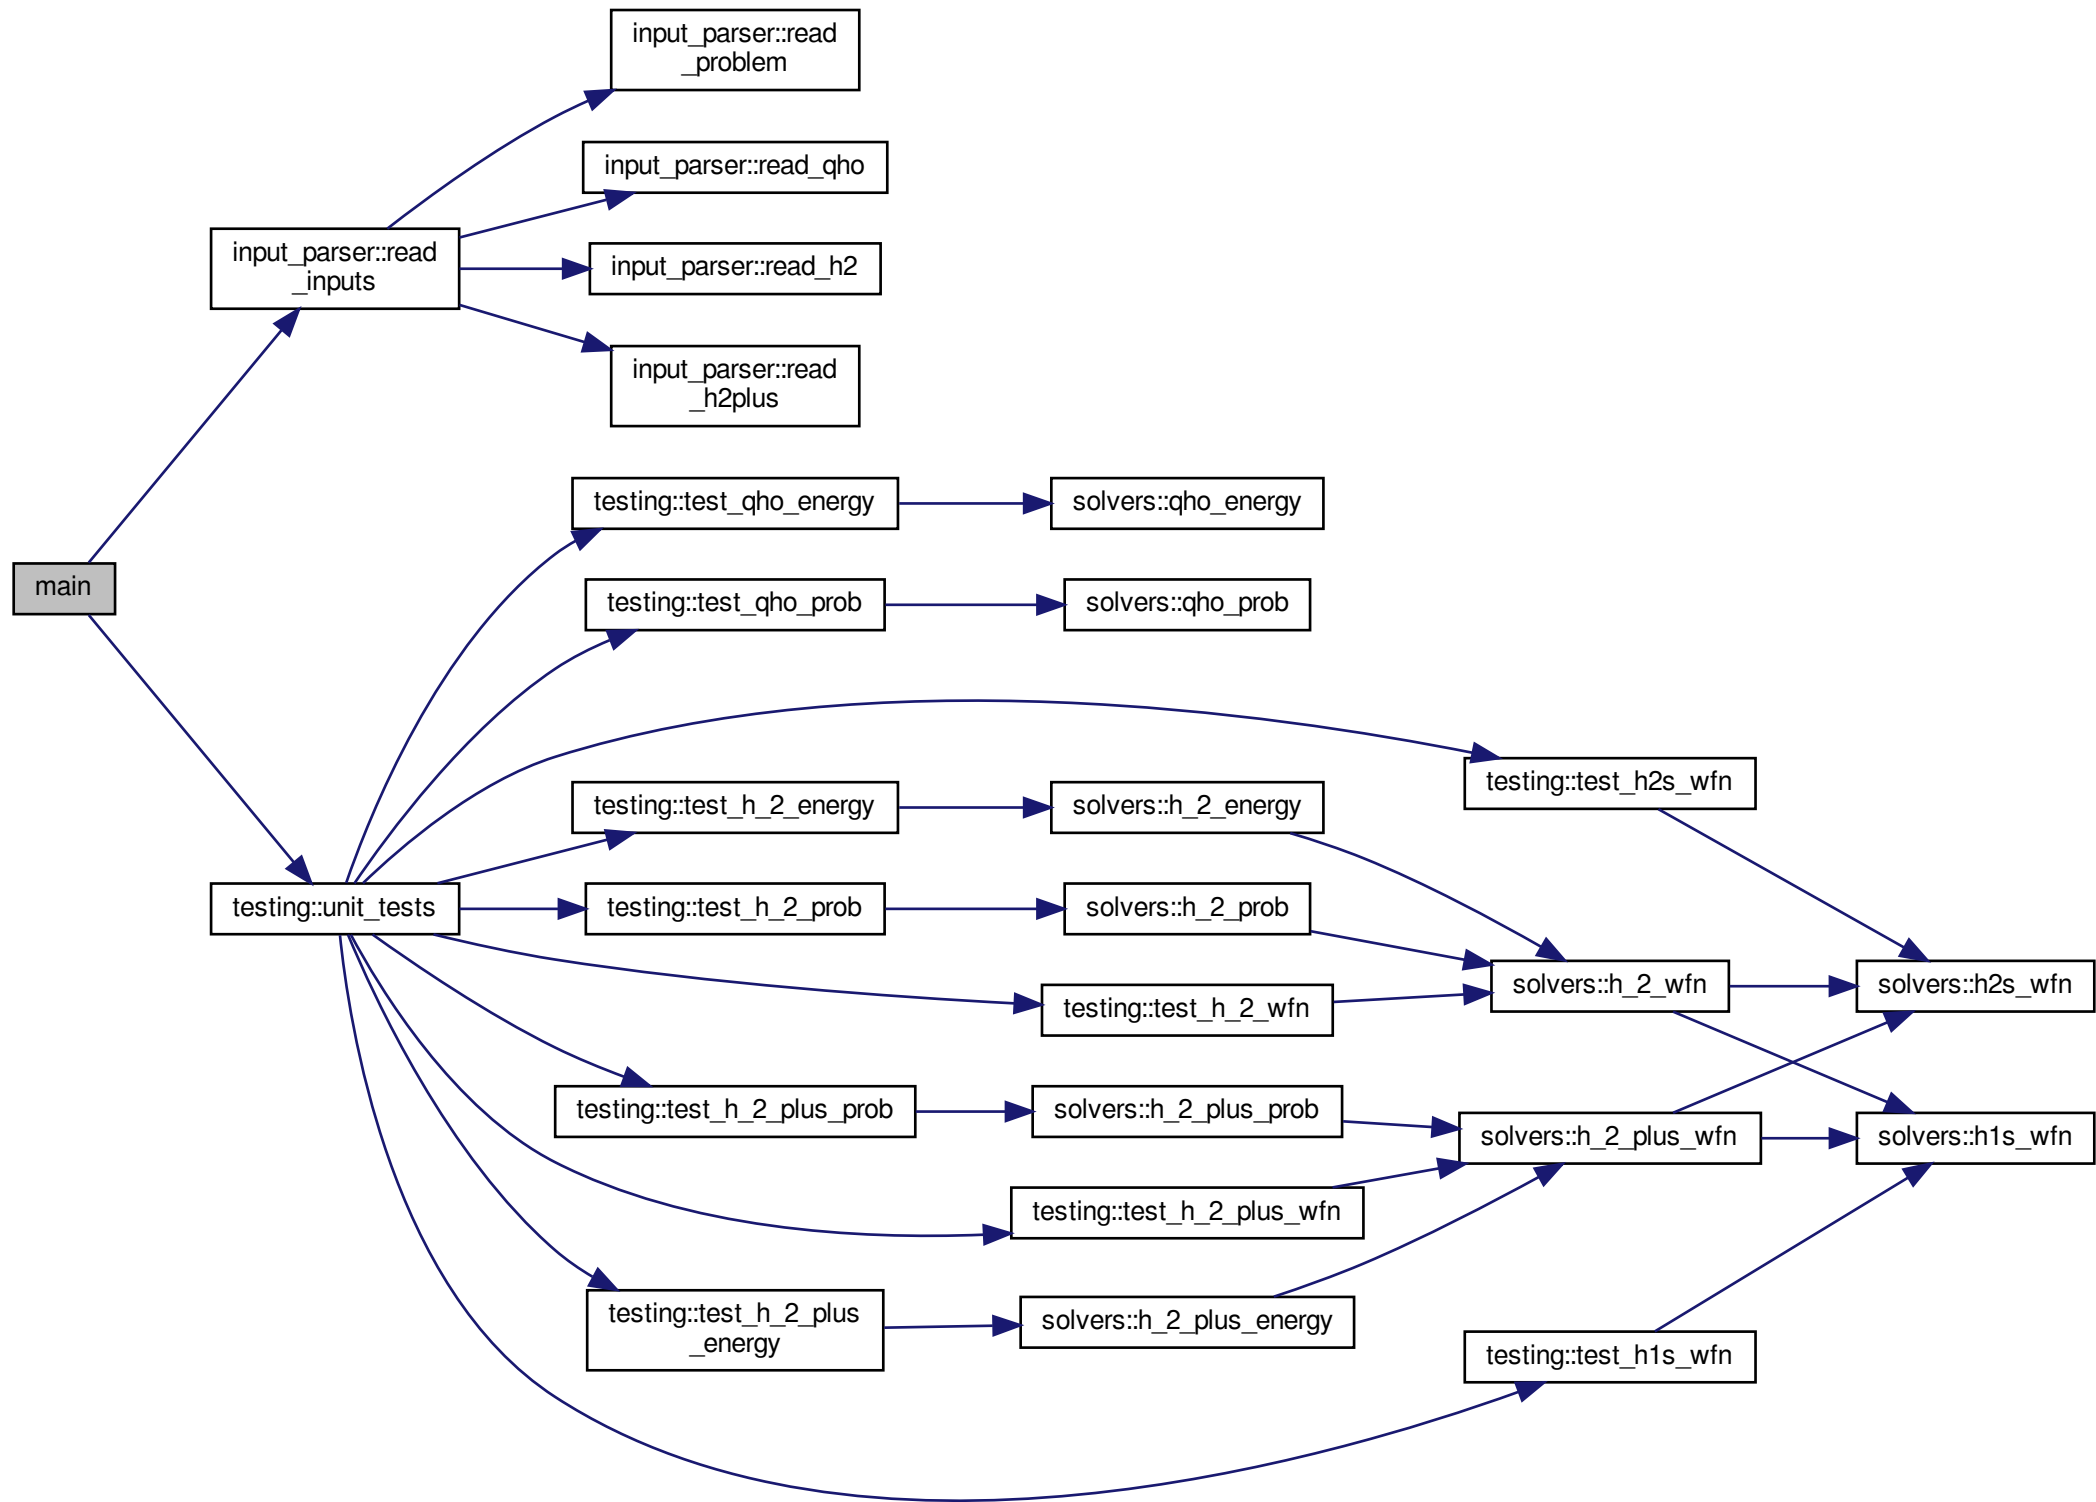 input_parser::read
_problem
input_parser::read_qho
input_parser::read
_inputs
input_parser::read_h2
input_parser::read
_h2plus
testing::test_qho_energy
solvers::qho_energy
main
testing::test_qho_prob
solvers::qho_prob
testing::test_h2s_wfn
testing::test_h_2_energy
solvers::h_2_energy
testing::unit_tests
testing::test_h_2_prob
solvers::h_2_prob
solvers::h_2_wfn
solvers::h2s_wfn
testing::test_h_2_wfn
testing::test_h_2_plus_prob
solvers::h_2_plus_prob
solvers::h_2_plus_wfn
solvers::h1s_wfn
testing::test_h_2_plus_wfn
testing::test_h_2_plus
_energy
solvers::h_2_plus_energy
testing::test_h1s_wfn